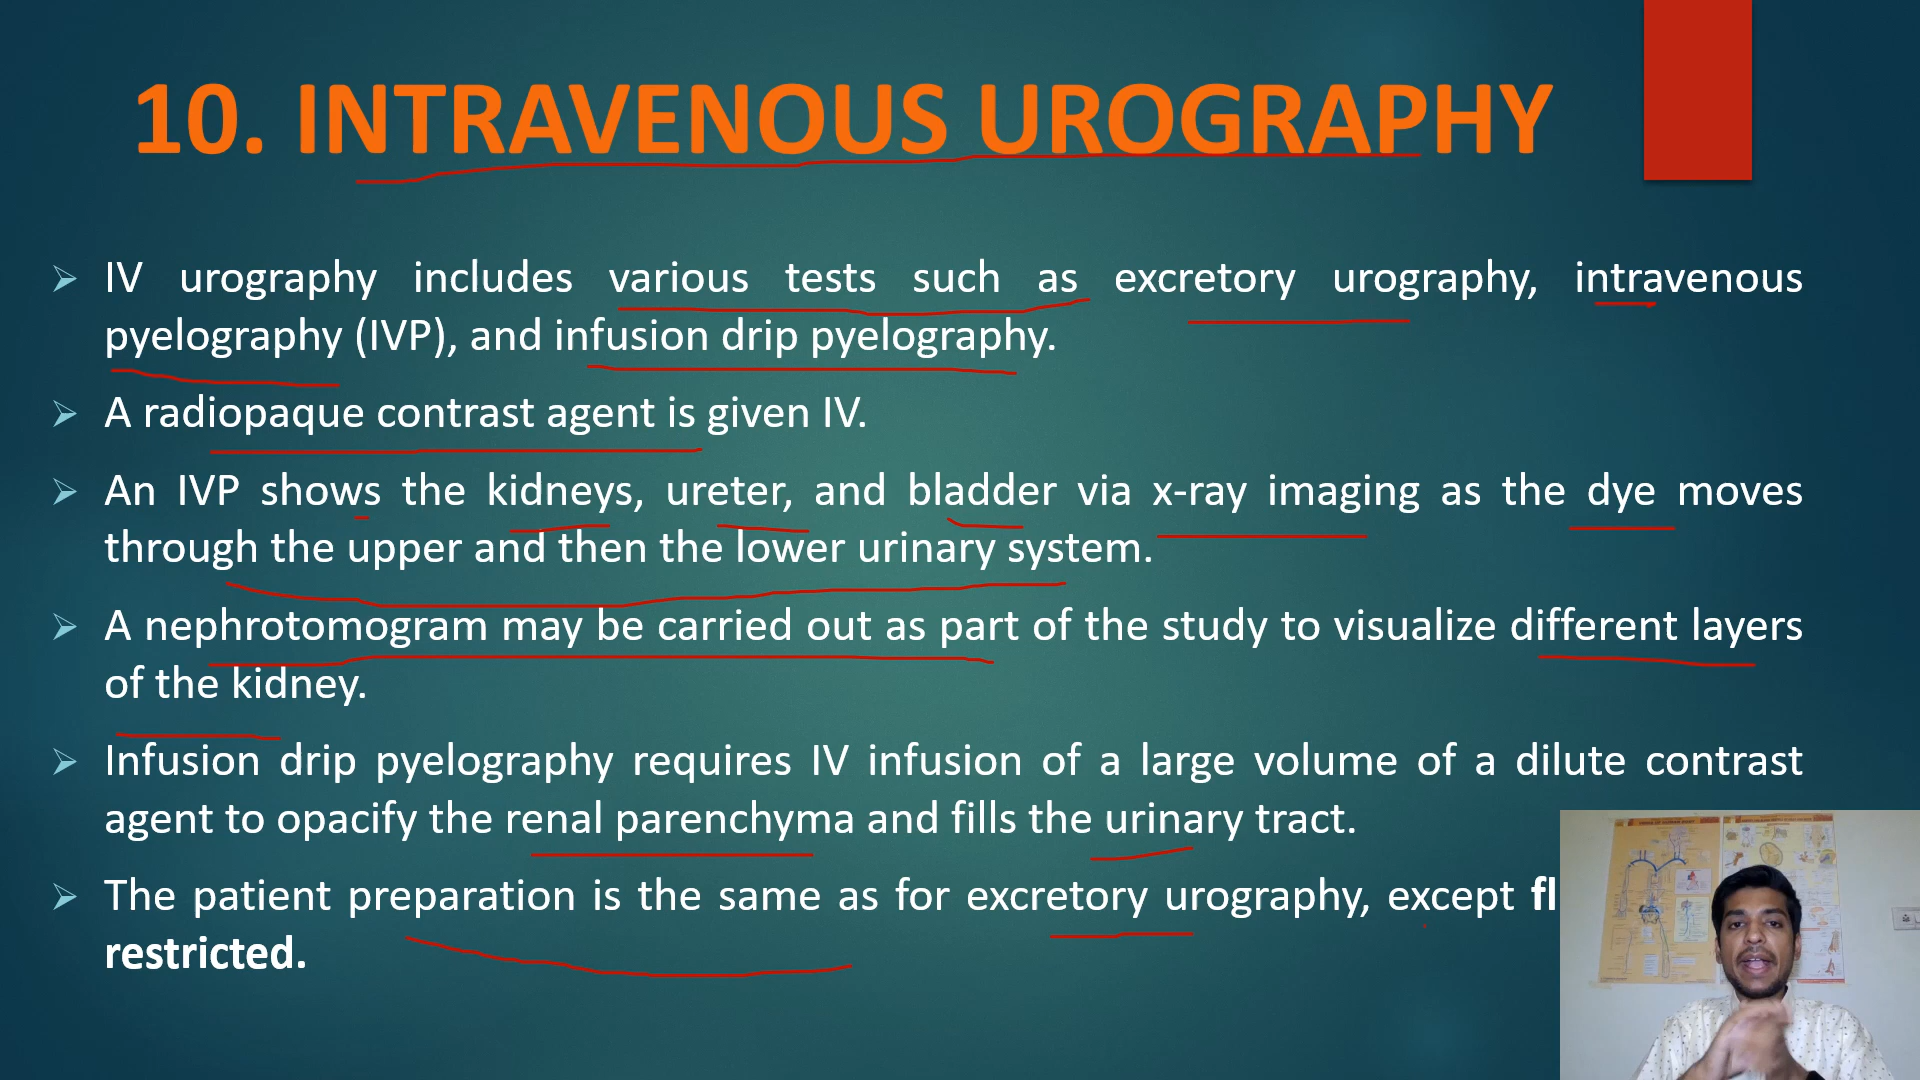 10. INTRAVENOUS UROGRAPHY
IV urography includes various tests such as excretory urography, intravenous
pyelography (IVP), and infusion drip pyelography.
A radiopaque contrast agent is given IV.
An IVP shows the kidneys, ureter, and bladder via x-ray imaging as the dye moves
through the upper and then the lower urinary system.
A nephrotomogram may be carried out as part of the study to visualize different layers
of the kidney.
Infusion drip pyelography requires IV infusion of a large volume of a dilute contrast
agent to opacify the renal parenchyma and fills the urinary tract.
The patient preparation is the same as for excretory urography, except fl
restricted.